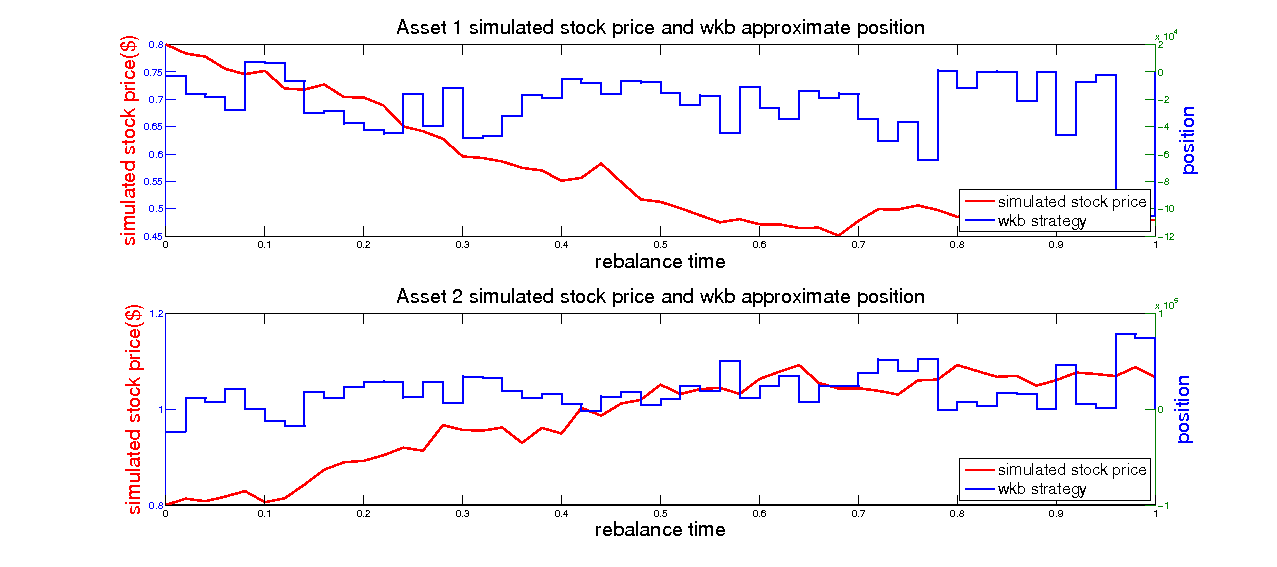 Asset 1 simulated stock price and wkb approximate position
x 10^4
simulated stock price($)
0.8
0.75
0.7
0.65
0.6
0.55
0.5
0.45
2
0
−2
−4
−6
−8
−10
−12
position
simulated stock price
wkb strategy
0 0.1 0.2 0.3 0.4 0.5 0.6 0.7 0.8 0.9 1
rebalance time
Asset 2 simulated stock price and wkb approximate position
x 10^5
simulated stock price($)
1.2
1
0.8
1
0
−1
position
simulated stock price
wkb strategy
0 0.1 0.2 0.3 0.4 0.5 0.6 0.7 0.8 0.9 1
rebalance time